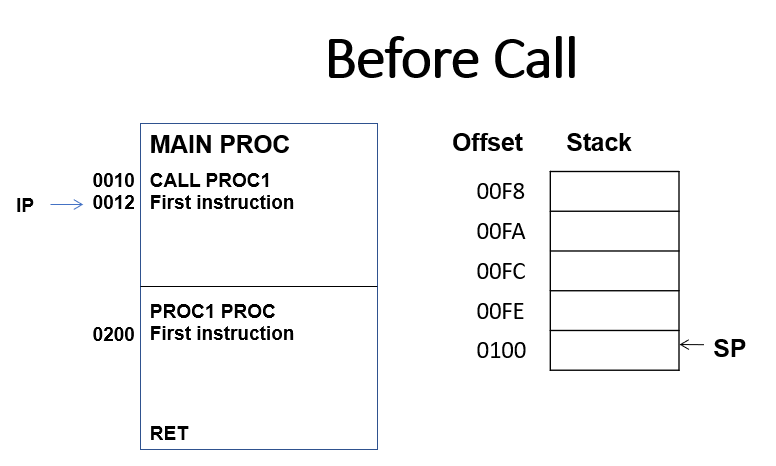 Before Call
MAIN PROC
0010 CALL PROC1
IP 0012 First instruction
PROC1 PROC
0200 First instruction
RET
Offset Stack
00F8
00FA
00FC
00FE
0100 SP